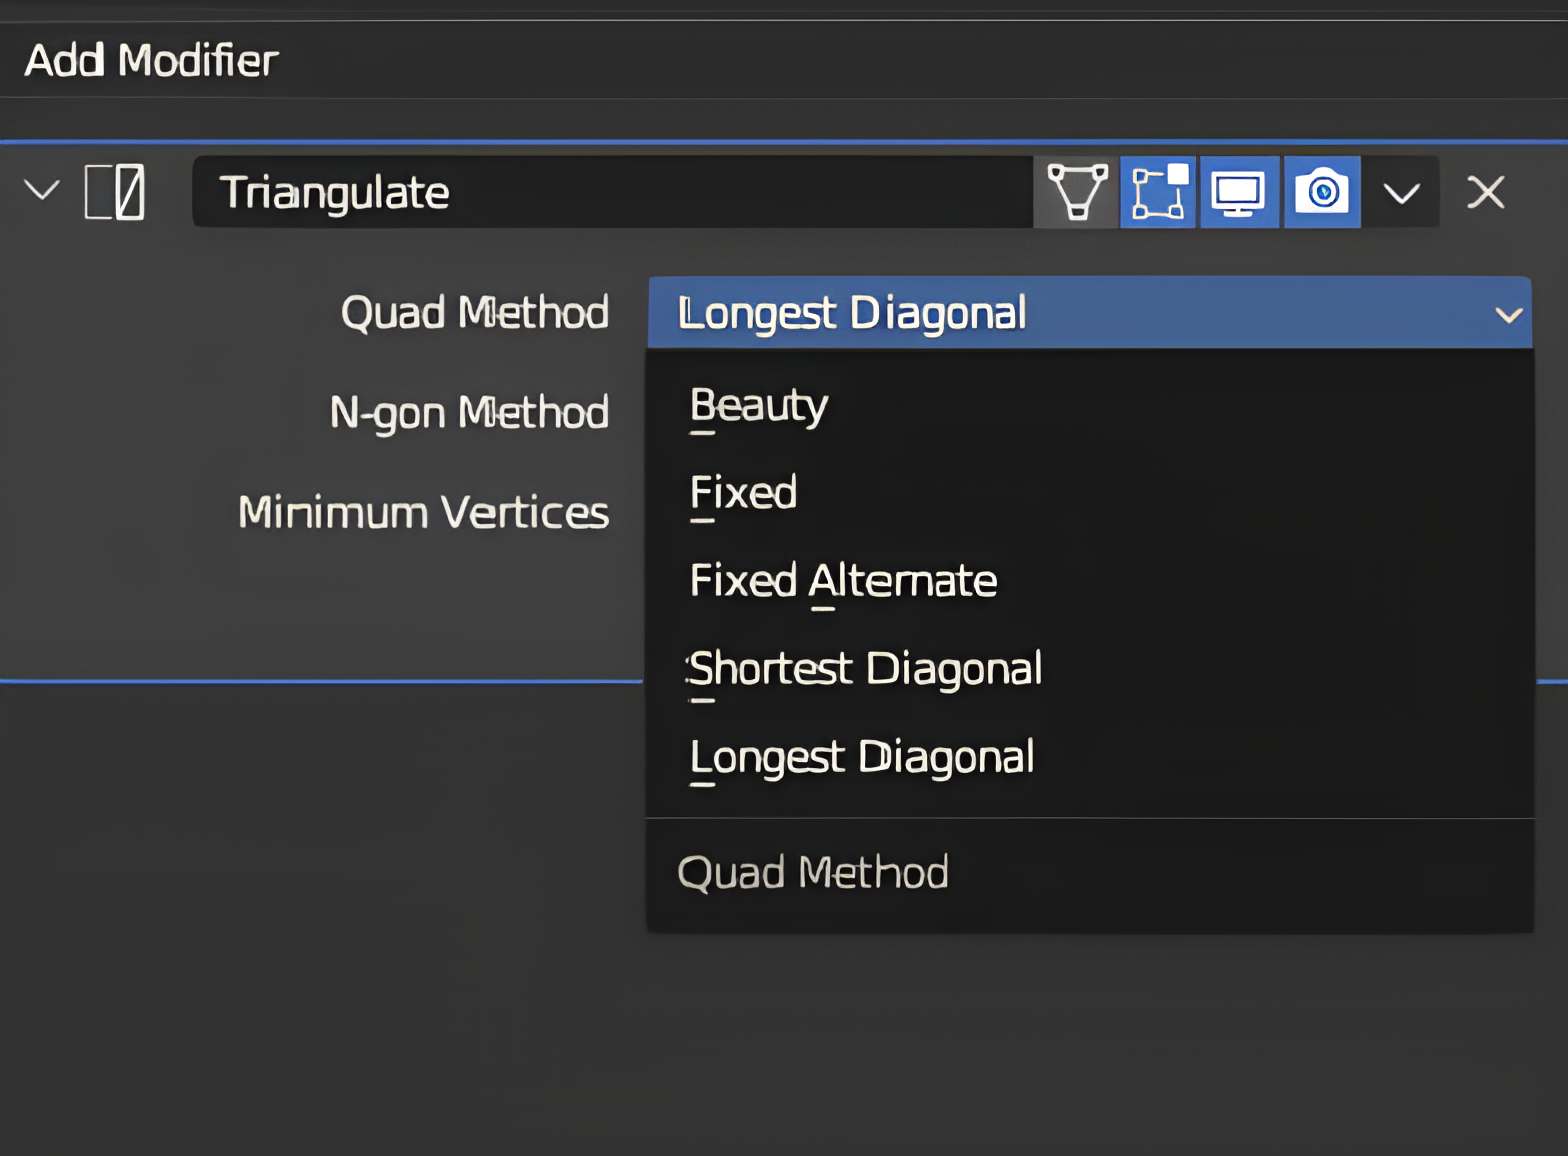 Add Modifier
Triangulate
Quad Method Longest Diagonal
N-gon Method
Minimum Vertices
Beauty
Fixed
Fixed Alternate
Shortest Diagonal
Longest Diagonal
Quad Method